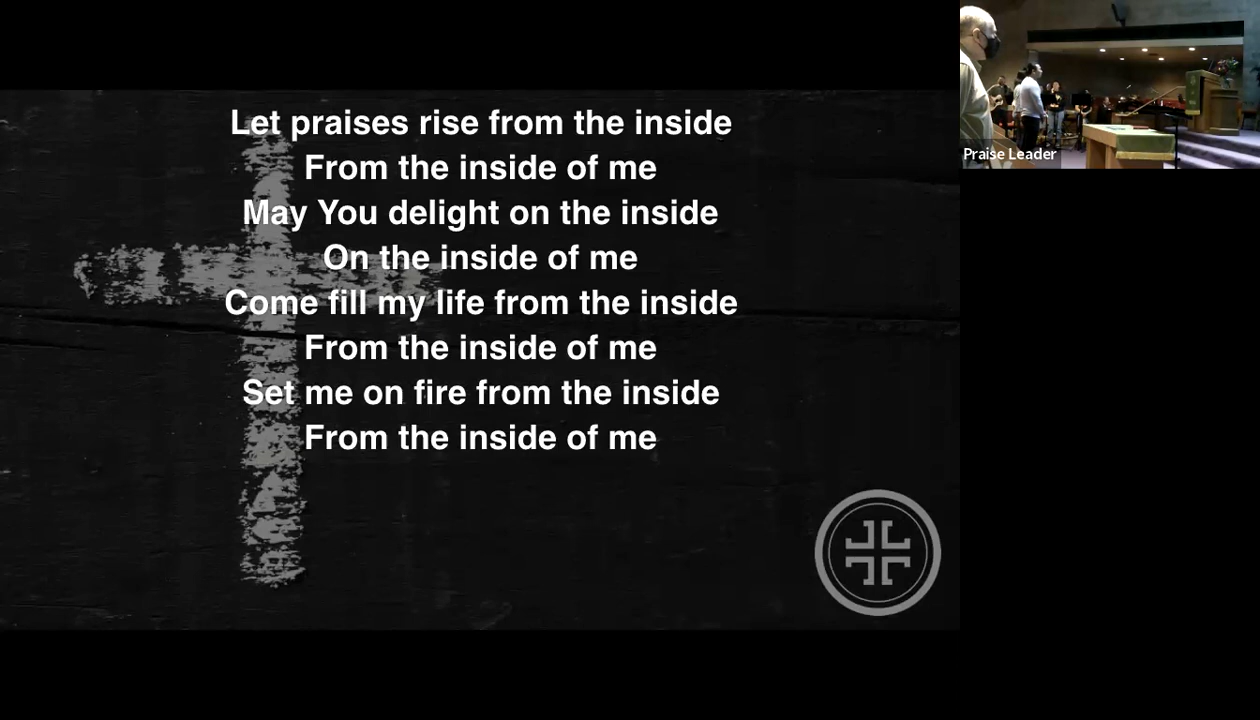 Let praises rise from the inside
From the inside of me
May You delight on the inside
On the inside of me
Come fill my life from the inside
From the inside of me
Set me on fire from the inside
From the inside of me
Praise Leader